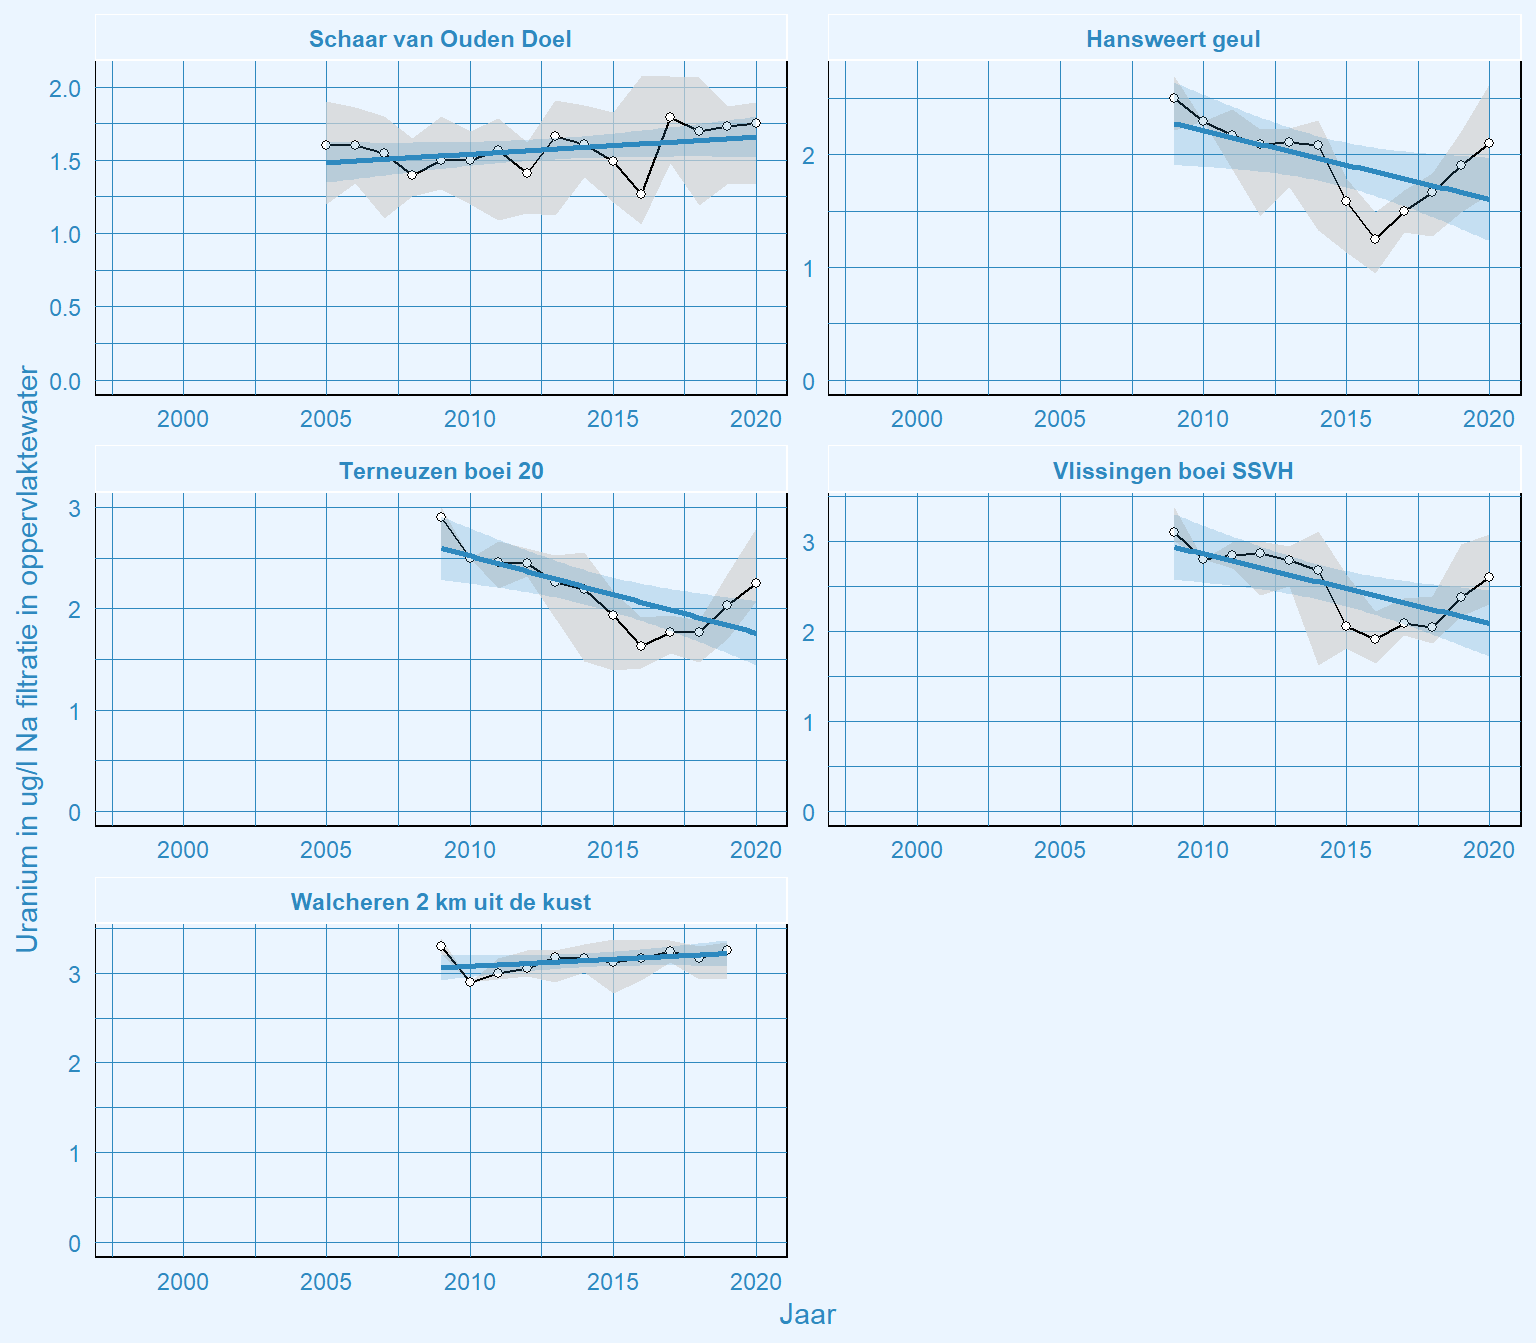 Schaar van Ouden Doel
Hansweert geul
2.0
1.5
1.0
0.5
0.0
2
1
0
2000 2005 2010 2015 2020
2000 2005 2010 2015 2020
Terneuzen boei 20
Vlissingen boei SSVH
3
2
1
0
3
2
1
0
2000 2005 2010 2015 2020
2000 2005 2010 2015 2020
Walcheren 2 km uit de kust
3
2
1
0
2000 2005 2010 2015 2020
Uranium in ug/l Na filtratie in oppervlaktewater
Jaar